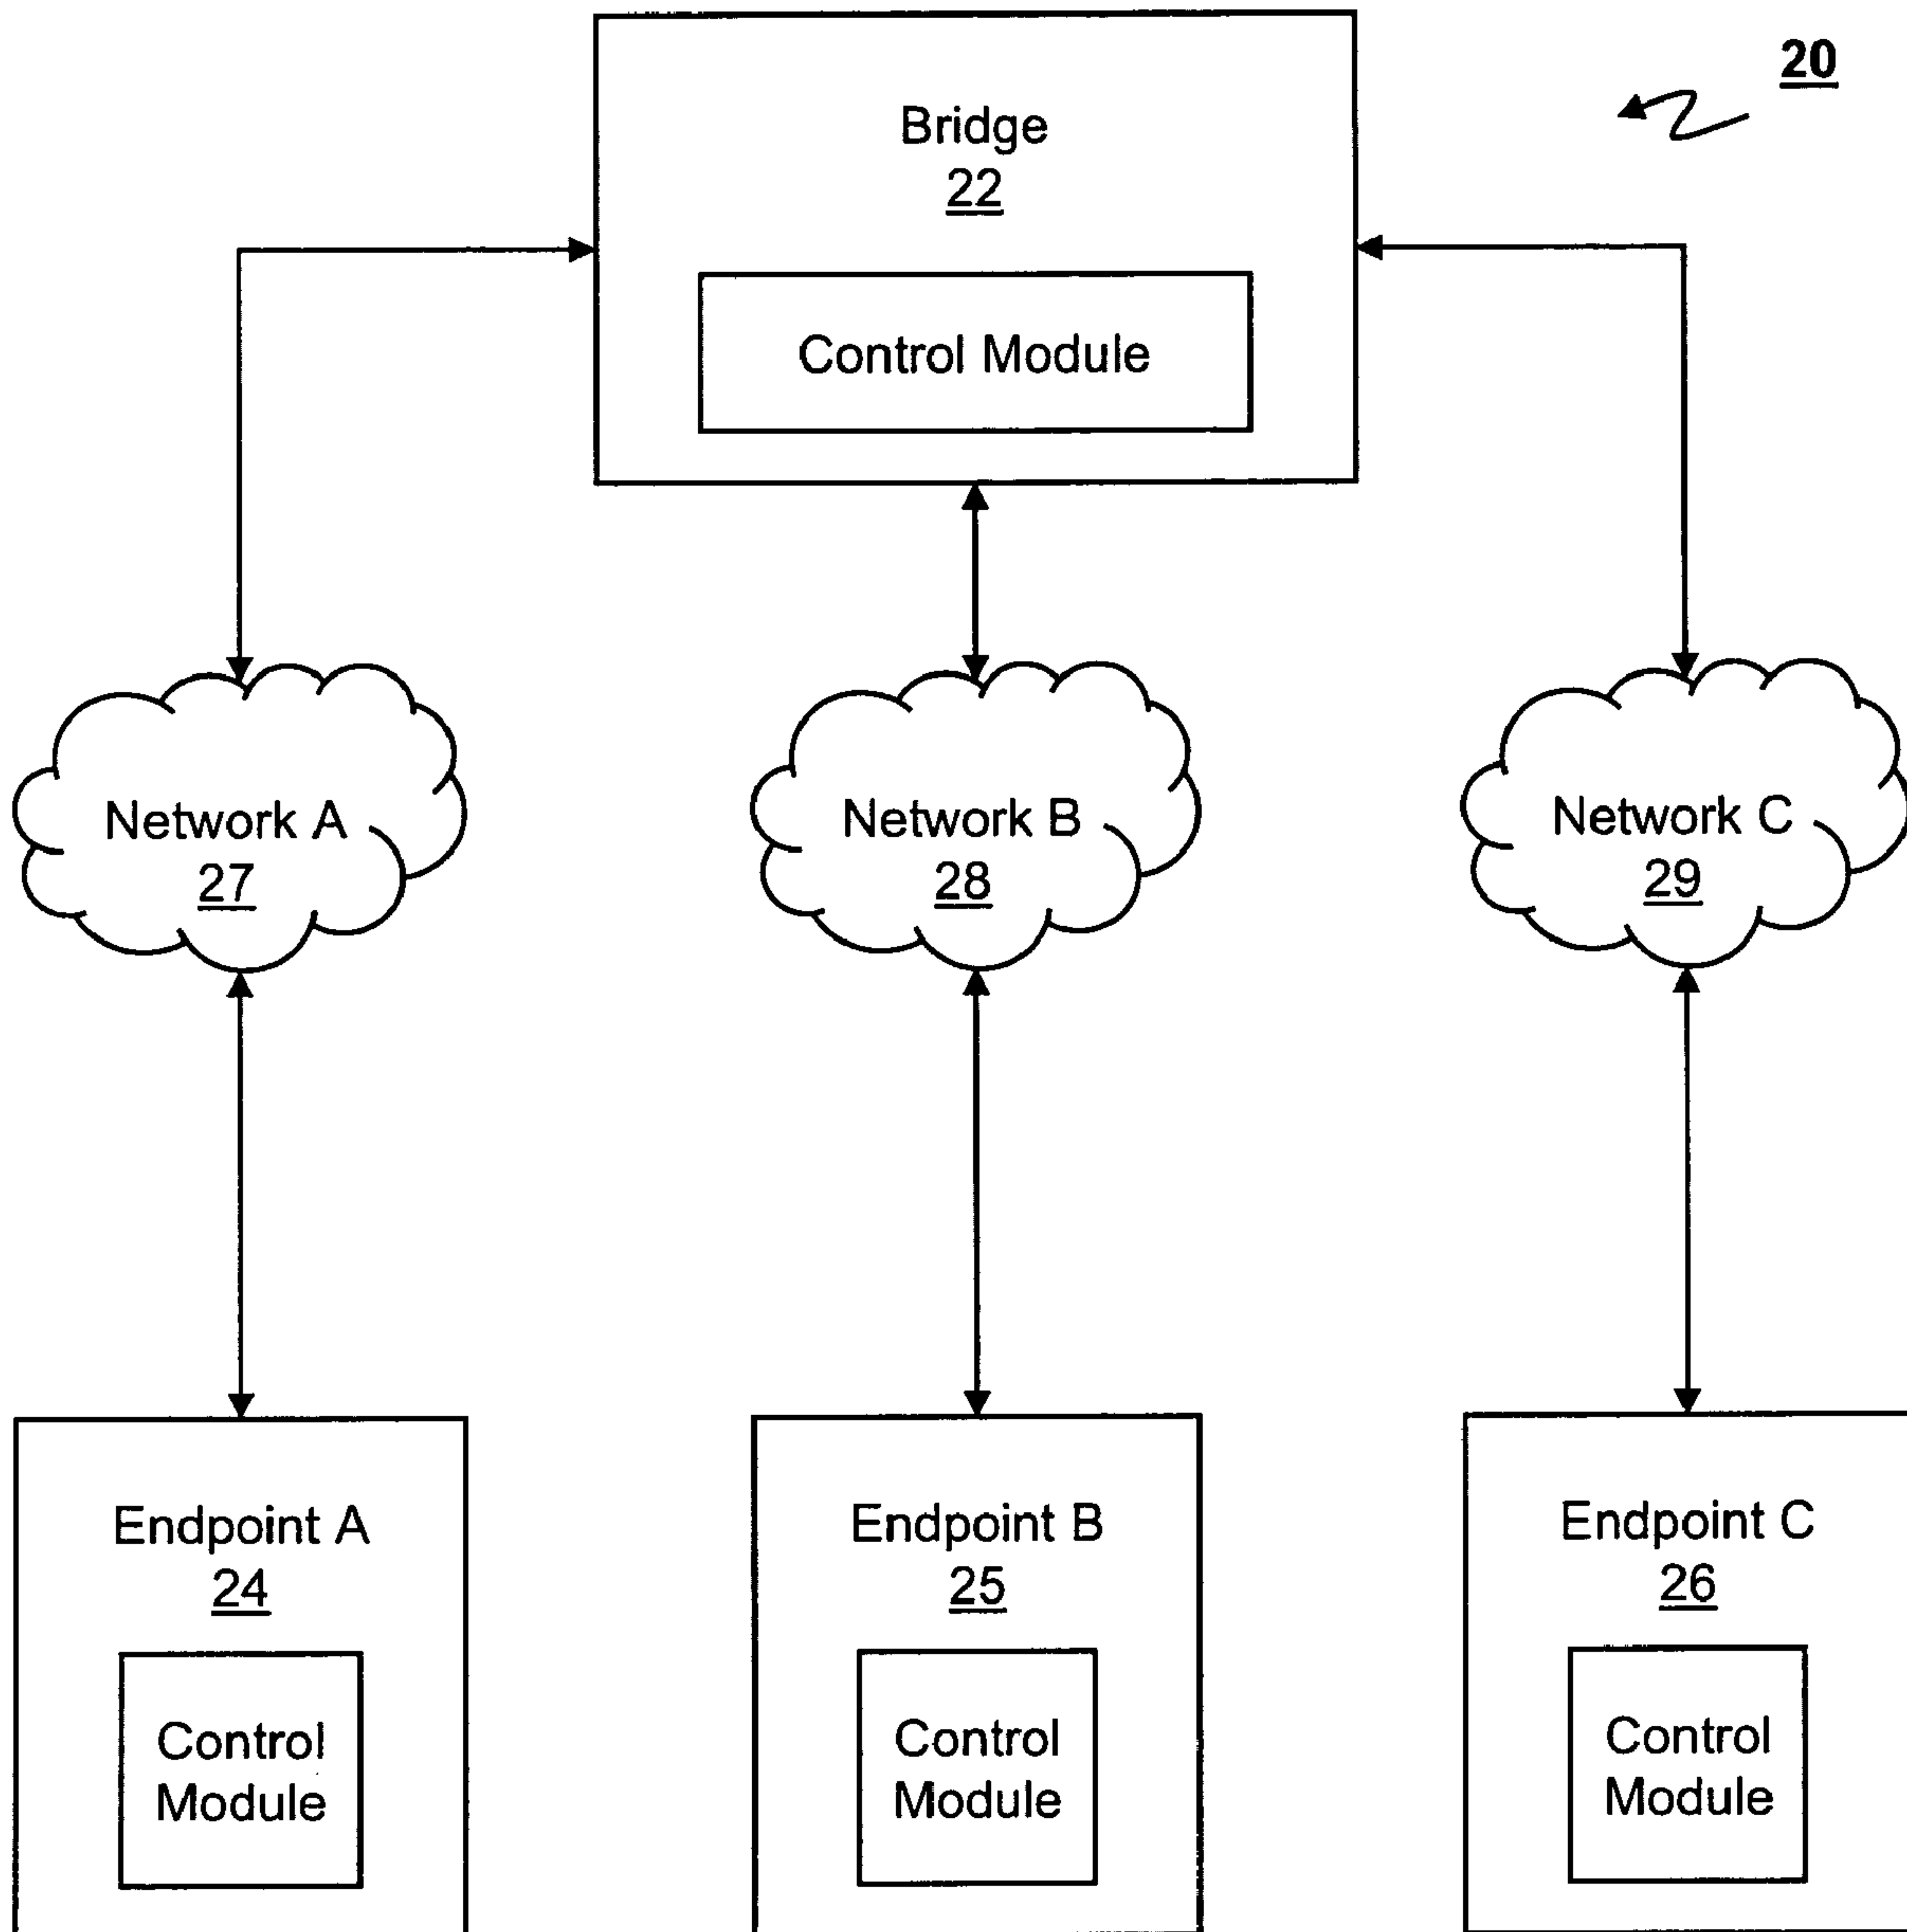 20
Bridge
22
Control Module
Network A
27
Network B
28
Network C
29
Endpoint A
24
Control
Module
Endpoint B
25
Control
Module
Endpoint C
26
Control
Module